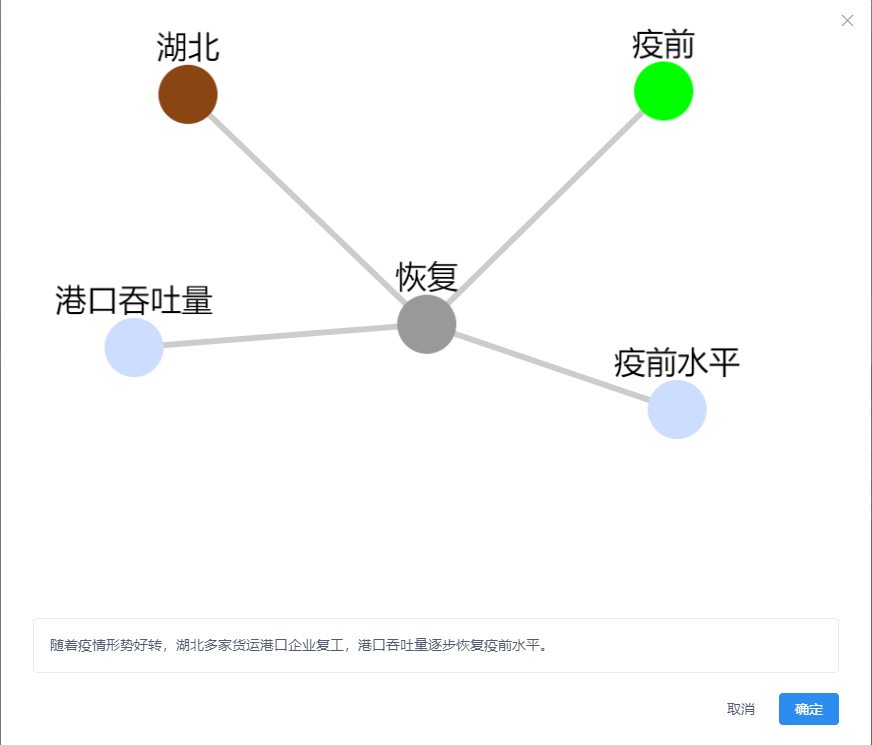 湖北
疫前
恢复
港口吞吐量
疫前水平
随着疫情形势好转，湖北多家货运港口企业复工，港口吞吐量逐步恢复疫前水平。
取消
确定